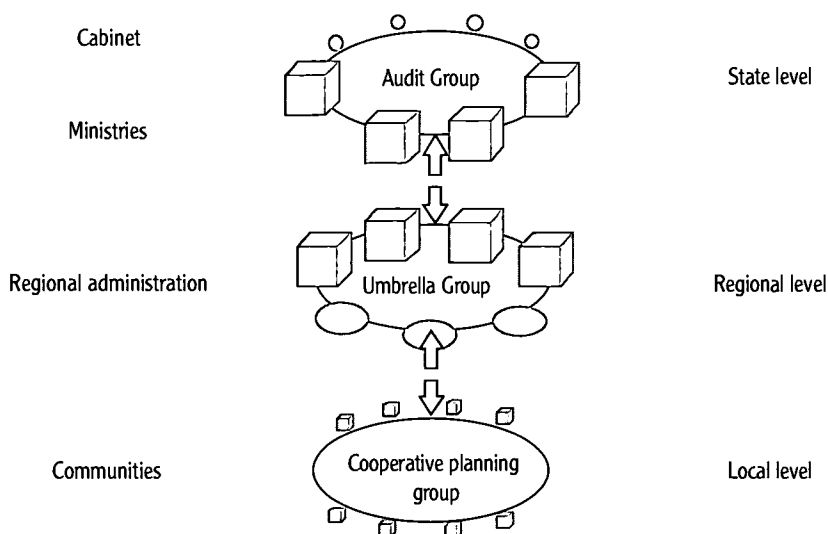 Cabinet
Audit Group
State level
Ministries
Regional administration
Umbrella Group
Regional level
Communities
Cooperative planning
group
Local level